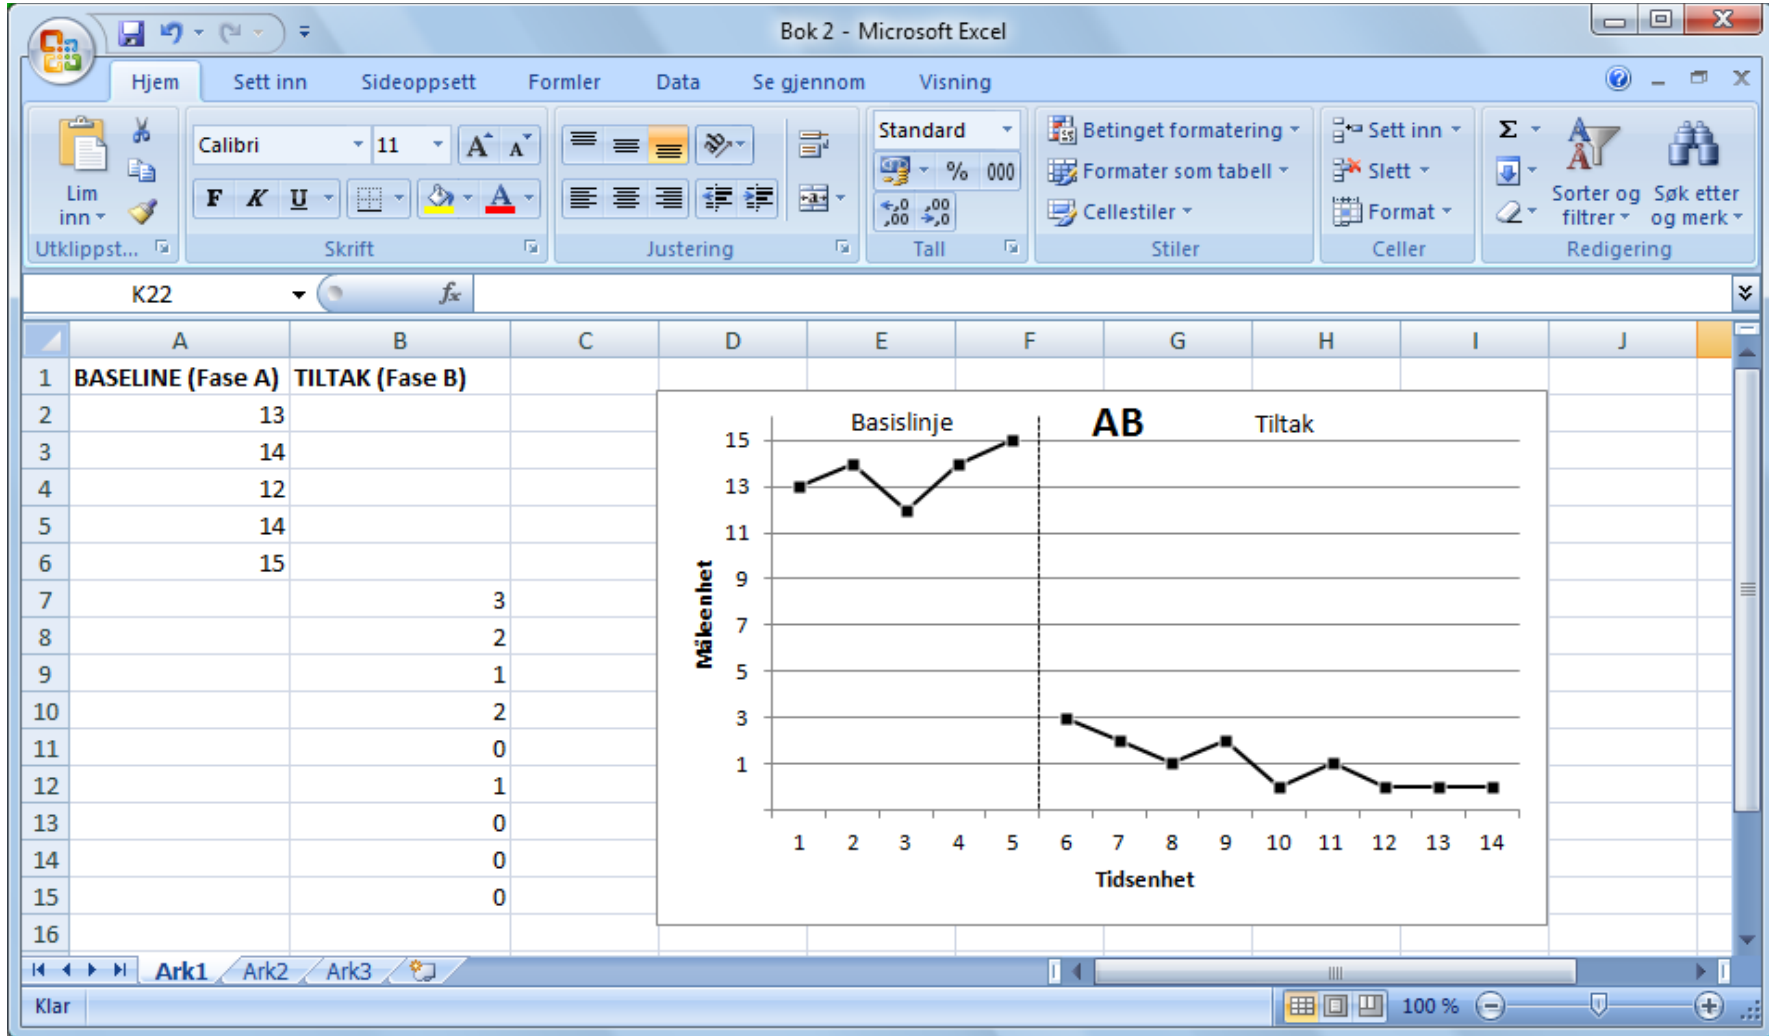 Bok 2 - Microsoft Excel
Hjem Sett inn Sideoppsett Formler Data Se gjennom Visning
Lim inn
Utklippst...
Calibri 11 A A
F K U A
Skrift
Justering
Standard
% 000
,0 ,00
,00 ,0
Tall
Betinget formatering
Formater som tabell
Cellestiler
Stiler
Sett inn
Slett
Format
Celler
Σ
Sorter og filtrer
Søk etter og merk
Redigering
K22 fx
A B C D E F G H I J
1 BASELINE (Fase A) TILTAK (Fase B)
2 13
3 14
4 12
5 14
6 15
7 3
8 2
9 1
10 2
11 0
12 1
13 0
14 0
15 0
16
Basislinje AB Tiltak
15
13
11
9
7
5
3
1
Måleenhet
1 2 3 4 5 6 7 8 9 10 11 12 13 14
Tidsenhet
Ark1 Ark2 Ark3
Klar 100 %